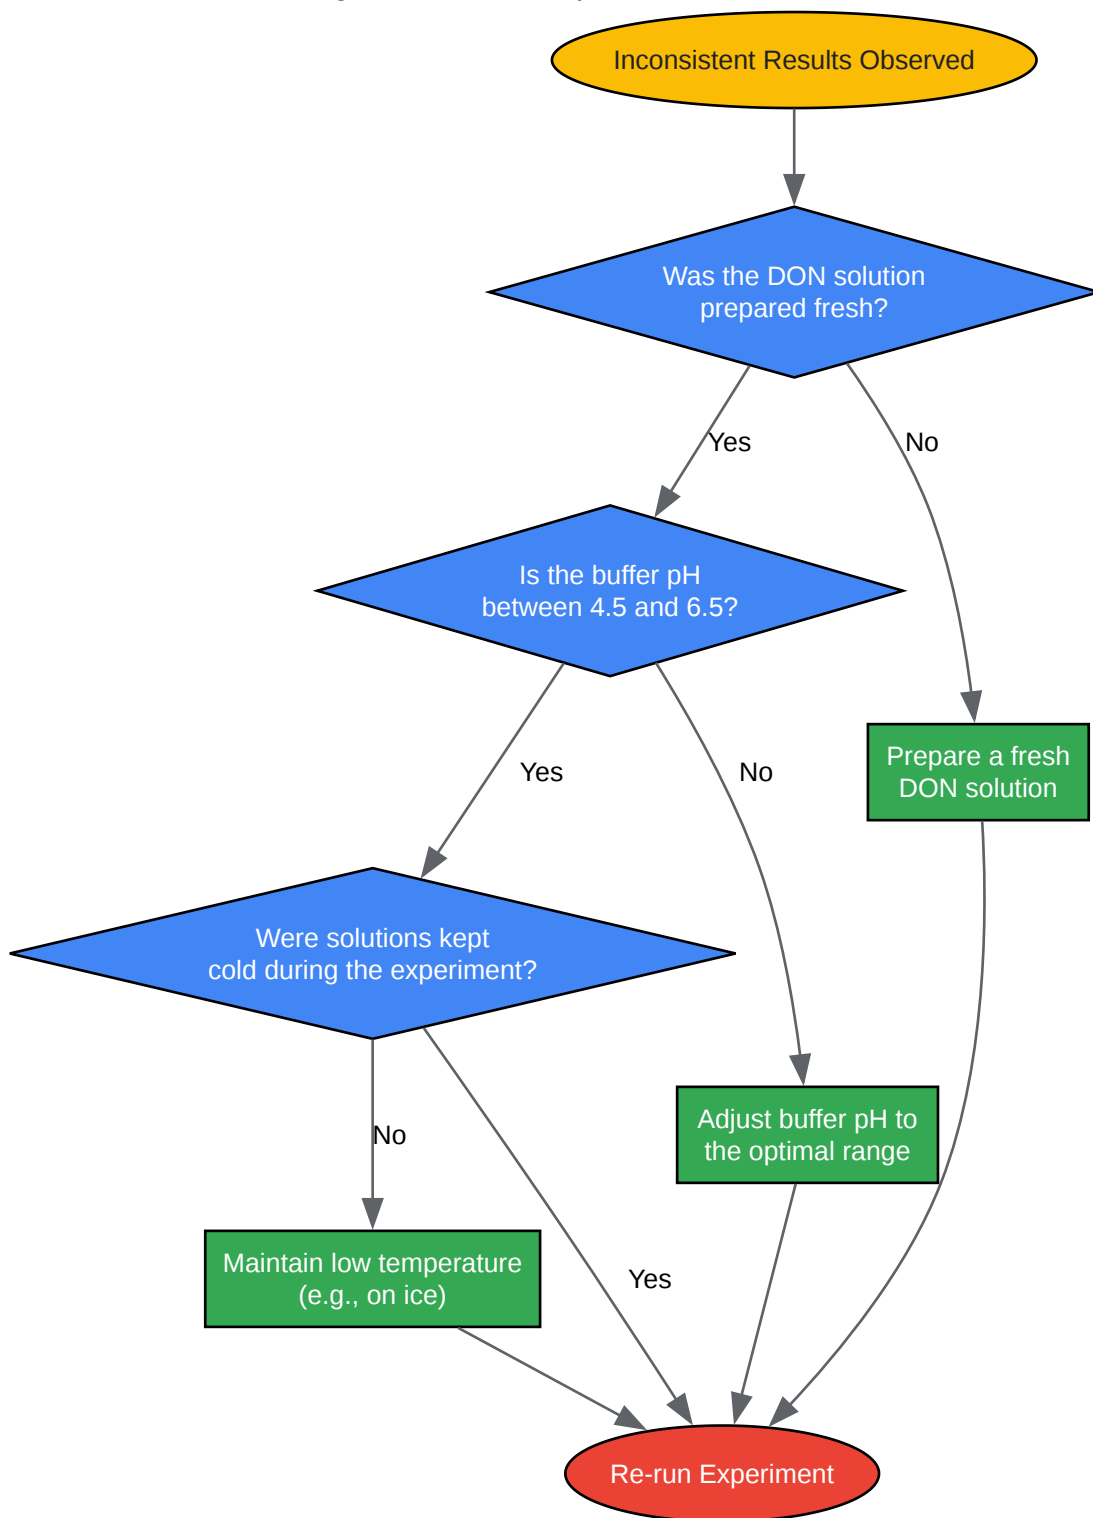 Inconsistent Results Observed
Was the DON solution
prepared fresh?
Yes
No
Is the buffer pH
between 4.5 and 6.5?
Yes
No
Prepare a fresh
DON solution
Were solutions kept
cold during the experiment?
No
Adjust buffer pH to
the optimal range
Maintain low temperature
(e.g., on ice)
Yes
Re-run Experiment